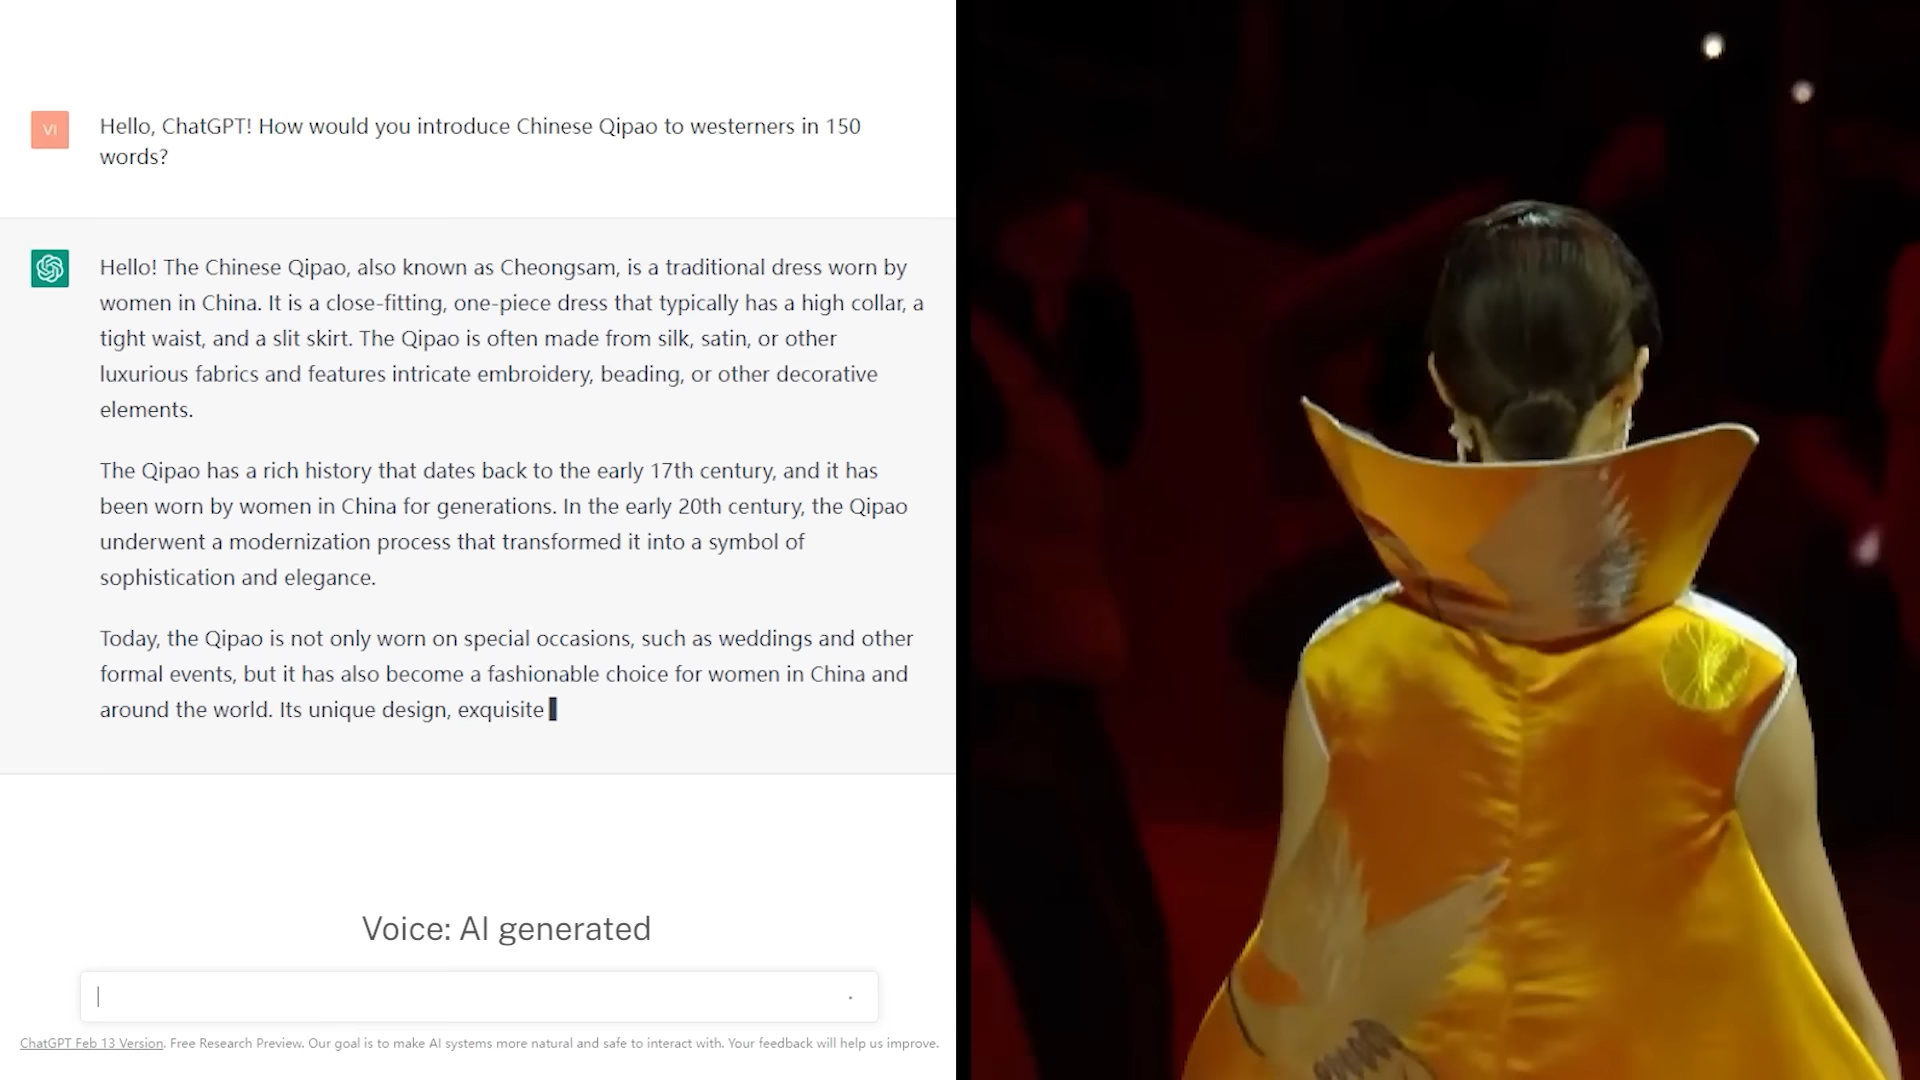 VI
Hello, ChatGPT! How would you introduce Chinese Qipao to westerners in 150
words?
Hello! The Chinese Qipao, also known as Cheongsam, is a traditional dress worn by
women in China. It is a close-fitting, one-piece dress that typically has a high collar, a
tight waist, and a slit skirt. The Qipao is often made from silk, satin, or other
luxurious fabrics and features intricate embroidery, beading, or other decorative
elements.
The Qipao has a rich history that dates back to the early 17th century, and it has
been worn by women in China for generations. In the early 20th century, the Qipao
underwent a modernization process that transformed it into a symbol of
sophistication and elegance.
Today, the Qipao is not only worn on special occasions, such as weddings and other
formal events, but it has also become a fashionable choice for women in China and
around the world. Its unique design, exquisite
Voice: AI generated
ChatGPT Feb 13 Version. Free Research Preview. Our goal is to make AI systems more natural and safe to interact with. Your feedback will help us improve.